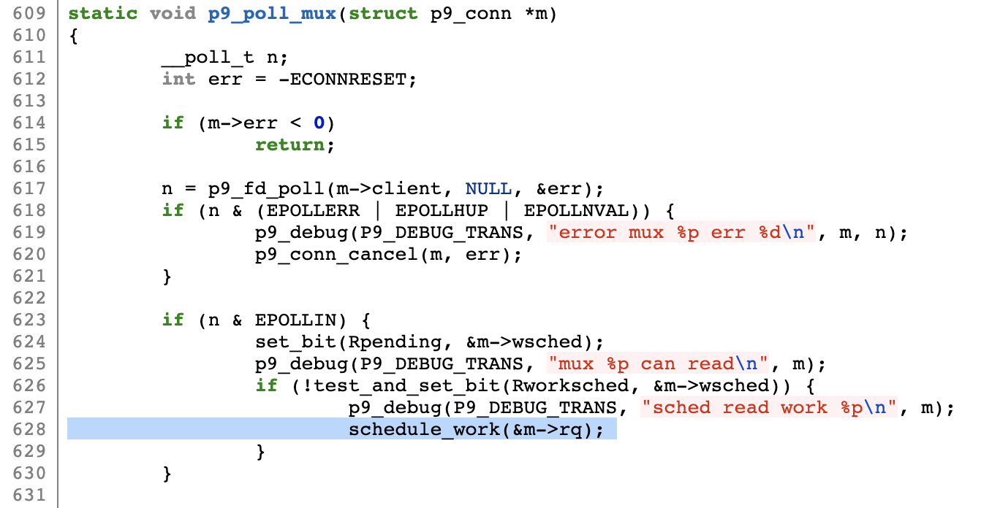 609 static void p9_poll_mux(struct p9_conn *m)
610 {
611         __poll_t n;
612         int err = -ECONNRESET;
613
614         if (m->err < 0)
615                 return;
616
617         n = p9_fd_poll(m->client, NULL, &err);
618         if (n & (EPOLLERR | EPOLLHUP | EPOLLNVAL)) {
619                 p9_debug(P9_DEBUG_TRANS, "error mux %p err %d\n", m, n);
620                 p9_conn_cancel(m, err);
621         }
622
623         if (n & EPOLLIN) {
624                 set_bit(Rpending, &m->wsched);
625                 p9_debug(P9_DEBUG_TRANS, "mux %p can read\n", m);
626                 if (!test_and_set_bit(Rworksched, &m->wsched)) {
627                         p9_debug(P9_DEBUG_TRANS, "sched read work %p\n", m);
628                         schedule_work(&m->rq);
629                 }
630         }
631